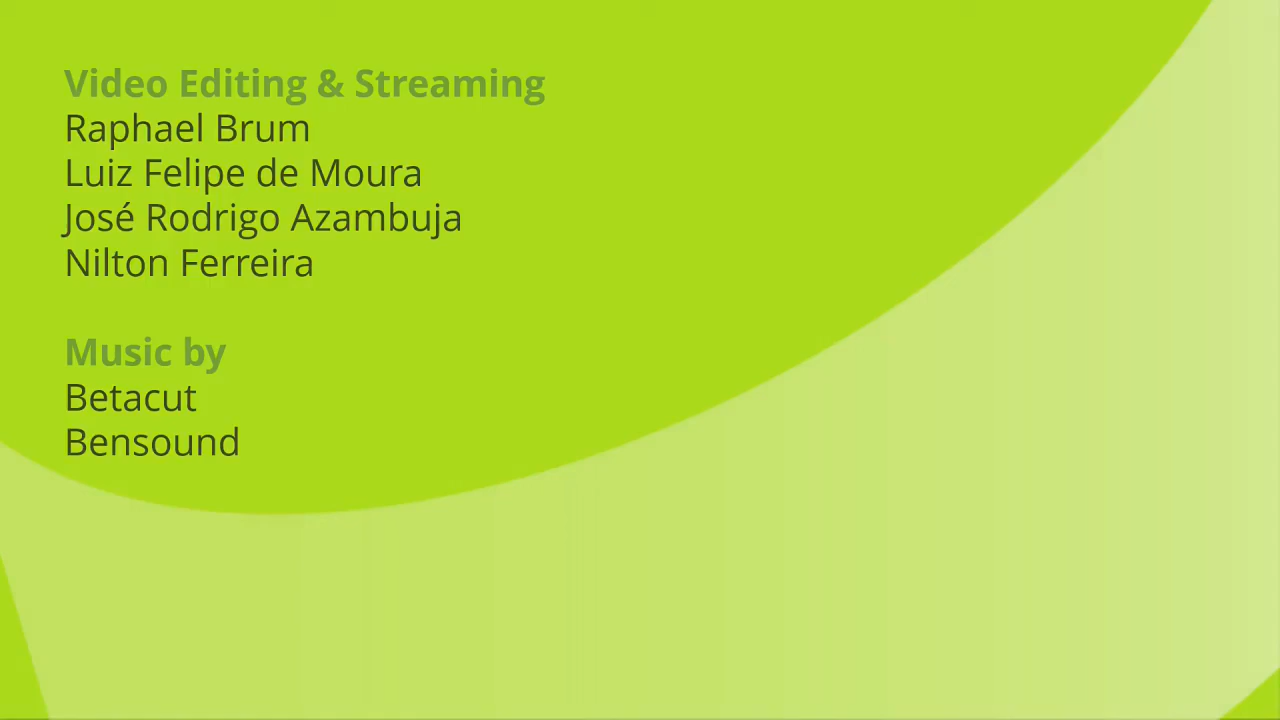 Video Editing & Streaming
Raphael Brum
Luiz Felipe de Moura
José Rodrigo Azambuja
Nilton Ferreira
Music by
Betacut
Bensound